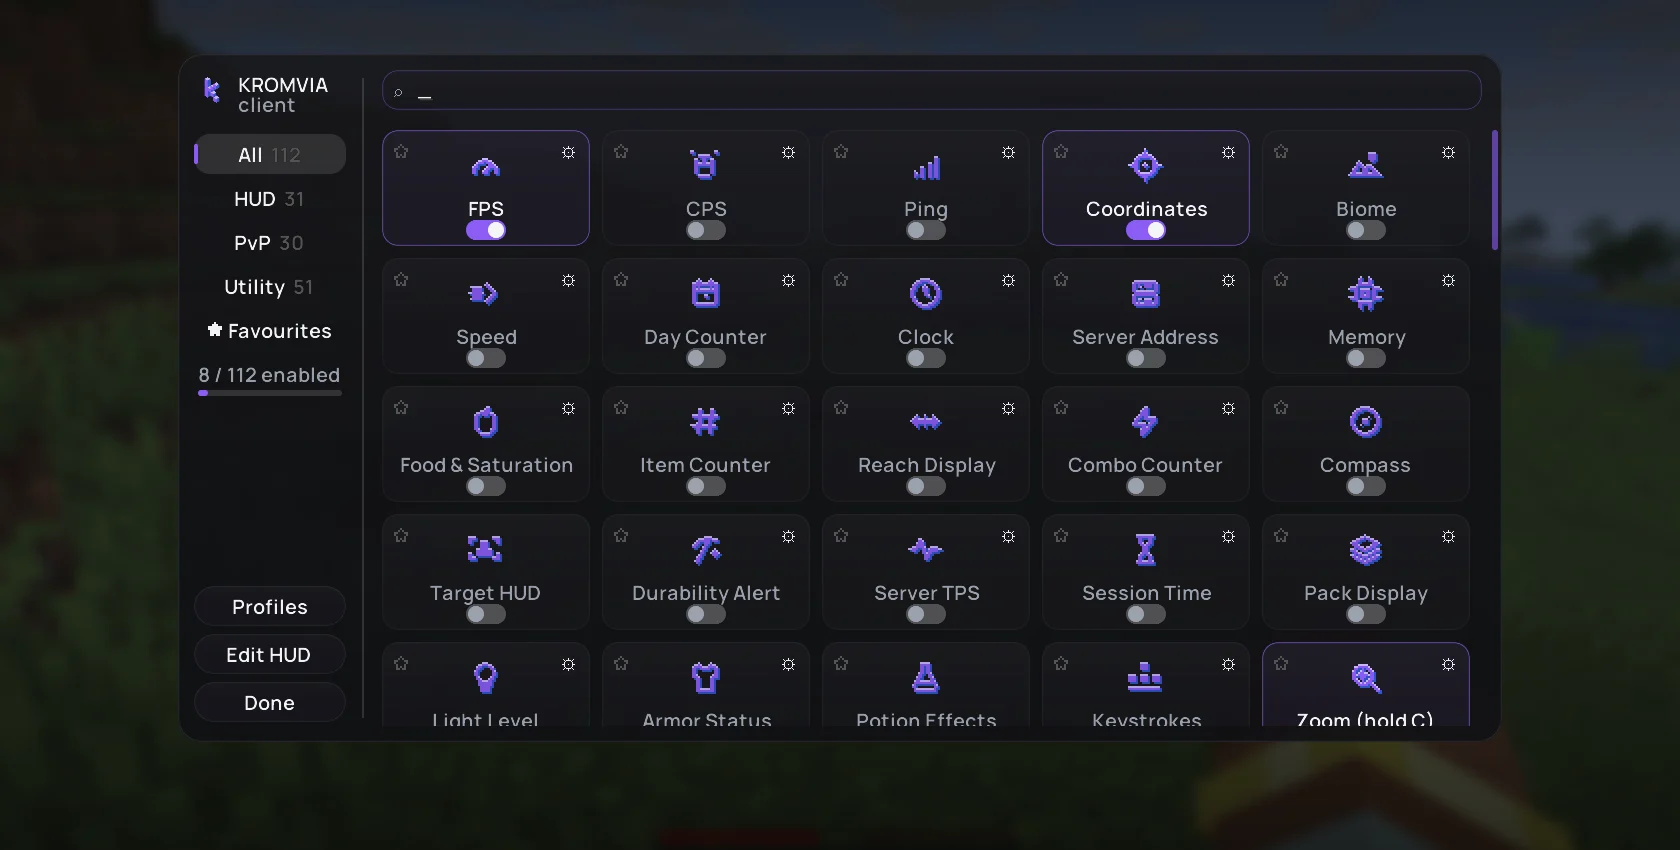 KROMVIA
client
All 112
HUD 31
PvP 30
Utility 51
Favourites
8 / 112 enabled
Profiles
Edit HUD
Done
_
FPS
CPS
Ping
Coordinates
Biome
Speed
Day Counter
Clock
Server Address
Memory
Food & Saturation
Item Counter
Reach Display
Combo Counter
Compass
Target HUD
Durability Alert
Server TPS
Session Time
Pack Display
Light Level
Armor Status
Potion Effects
Keystrokes
Zoom (hold C)